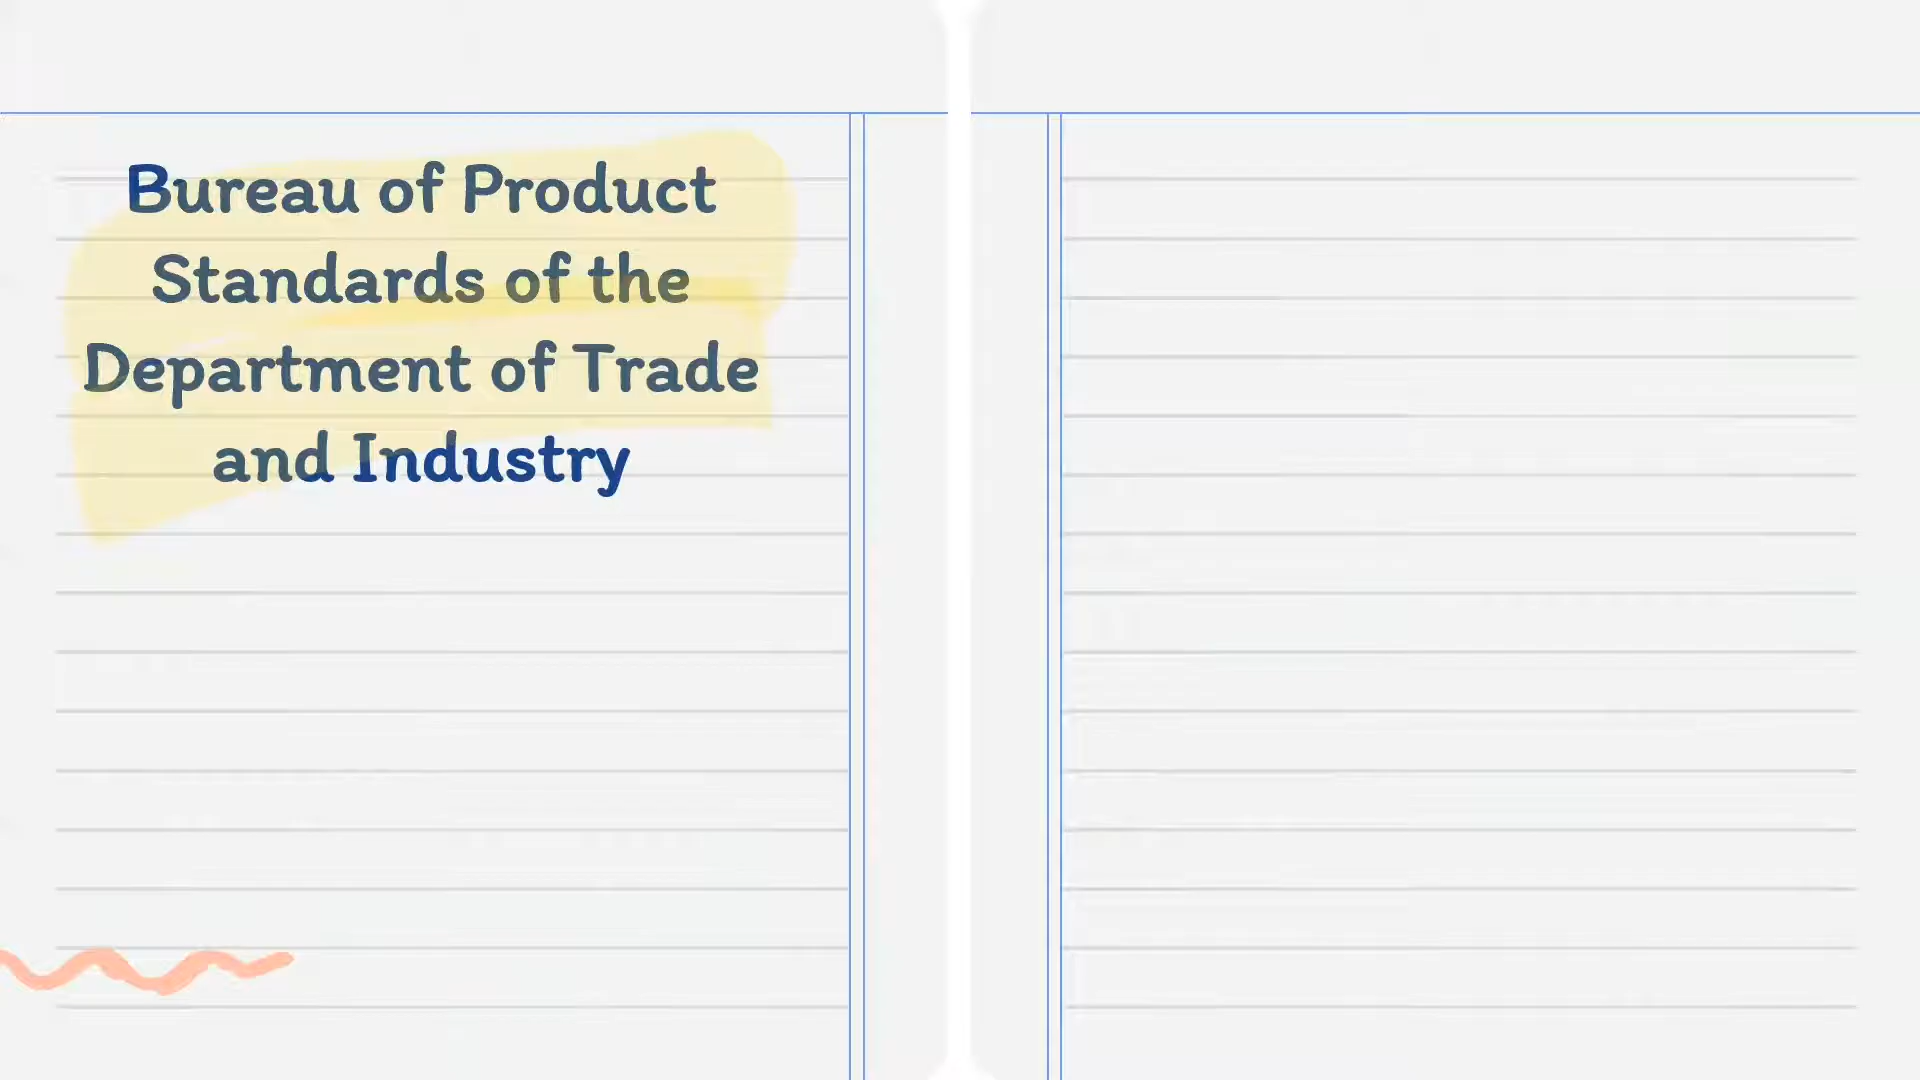 Bureau of Product
Standards of the
Department of Trade
and Industry